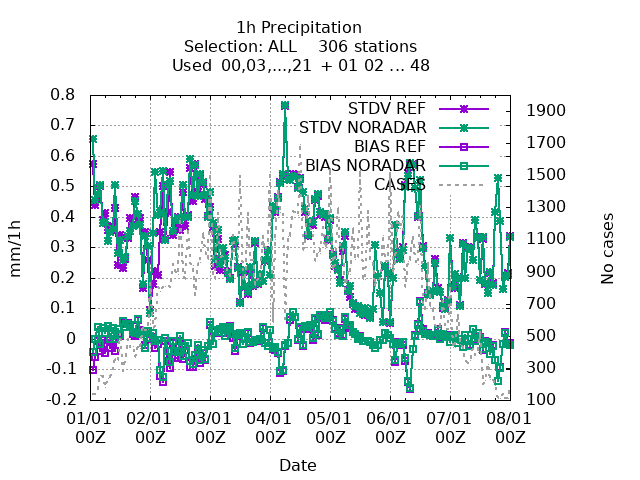 1h Precipitation
Selection: ALL 306 stations
Used 00,03,...,21 + 01 02 ... 48
STDV REF
STDV NORADAR
BIAS REF
BIAS NORADAR
CASES
mm/1h
0.8
0.7
0.6
0.5
0.4
0.3
0.2
0.1
0
-0.1
-0.2
No cases
1900
1700
1500
1300
1100
900
700
500
300
100
01/01 02/01 03/01 04/01 05/01 06/01 07/01 08/01
00Z 00Z 00Z 00Z 00Z 00Z 00Z 00Z
Date